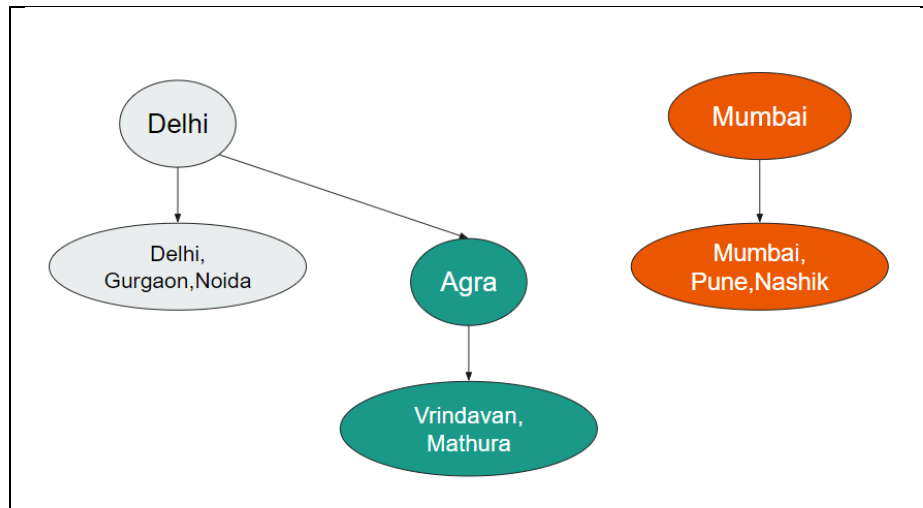 Delhi
Mumbai
Delhi,
Gurgaon,Noida
Agra
Mumbai,
Pune,Nashik
Vrindavan,
Mathura